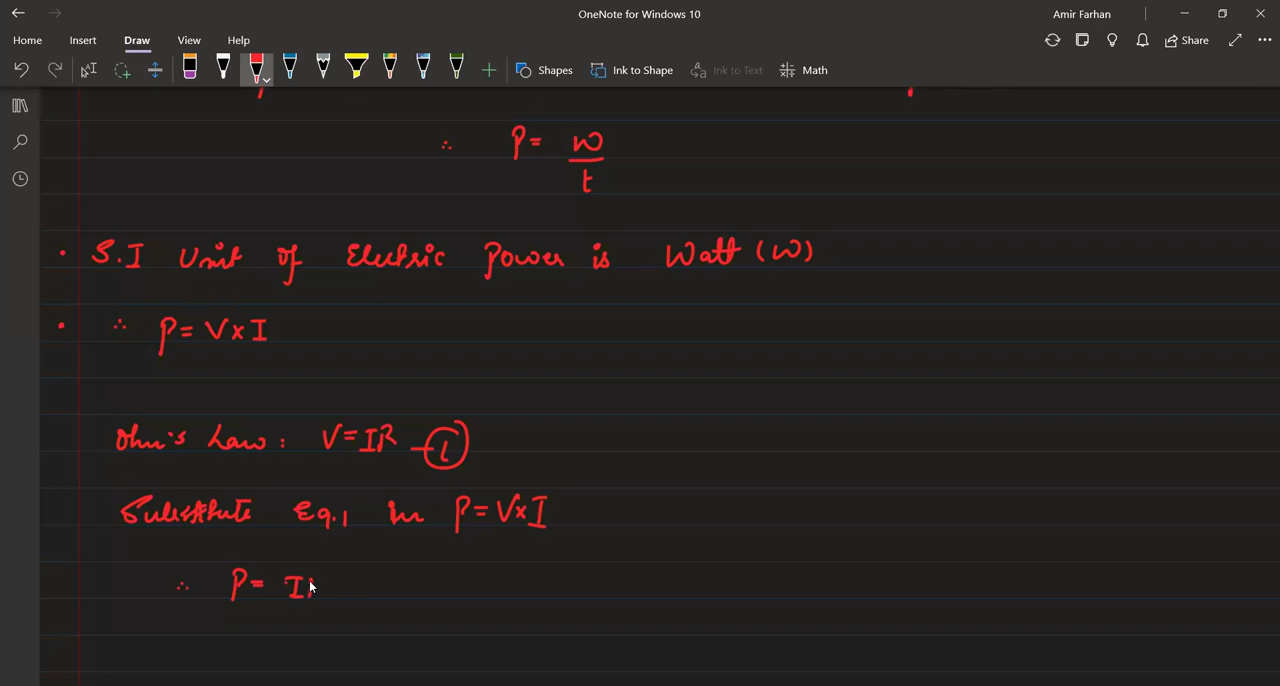 OneNote for Windows 10
Amir Farhan
Home Insert Draw View Help
Share
Shapes Ink to Shape Ink to Text Math
∴ P = W/t
• S.I Unit of Electric Power is Watt (W)
• ∴ P = V x I
Ohm's Law : V = IR - (1)
Substitute Eq.1 in P = V x I
∴ P = I